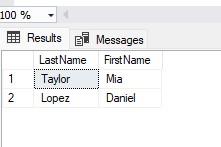 100 %
Results Messages
LastName FirstName
1 Taylor Mia
2 Lopez Daniel